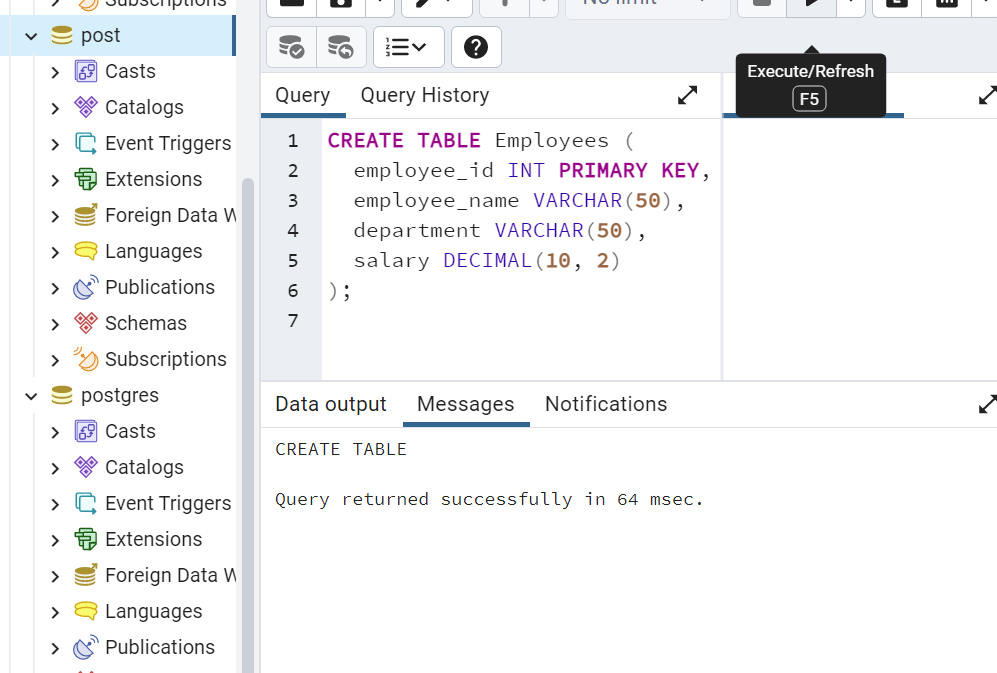 Subscriptions
post
Casts
Catalogs
Event Triggers
Extensions
Foreign Data W
Languages
Publications
Schemas
Subscriptions
postgres
Casts
Catalogs
Event Triggers
Extensions
Foreign Data W
Languages
Publications
No limit
Execute/Refresh
F5
Query
Query History
1 CREATE TABLE Employees (
2 employee_id INT PRIMARY KEY,
3 employee_name VARCHAR(50),
4 department VARCHAR(50),
5 salary DECIMAL(10, 2)
6 );
7
Data output
Messages
Notifications
CREATE TABLE
Query returned successfully in 64 msec.